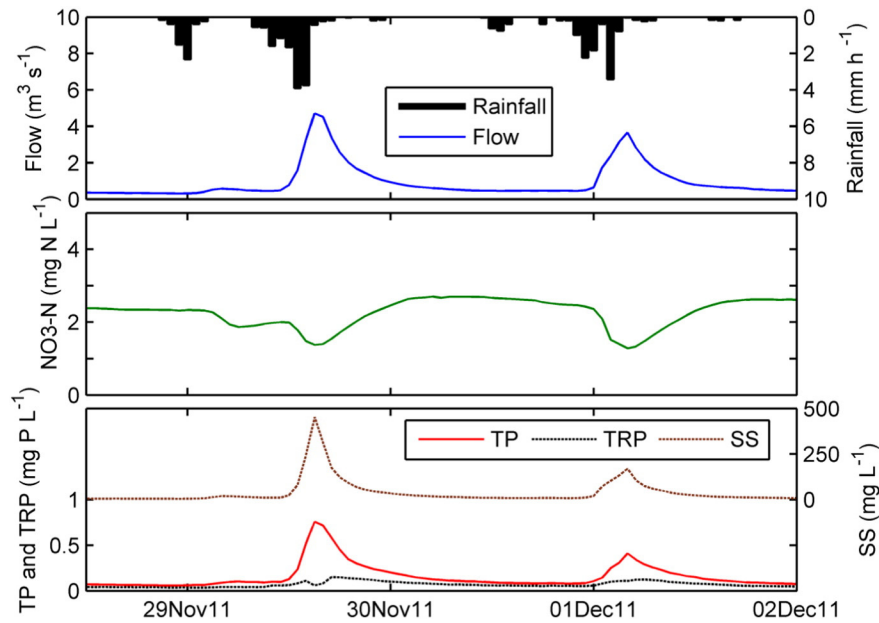 10
8
6
4
2
0
Flow (m³ s⁻¹)
0
2
4
6
8
10
Rainfall (mm h⁻¹)
Rainfall
Flow
4
2
0
NO3-N (mg N L⁻¹)
TP and TRP (mg P L⁻¹)
1
0.5
0
TP
TRP
SS
500
250
0
SS (mg L⁻¹)
29Nov11
30Nov11
01Dec11
02Dec11